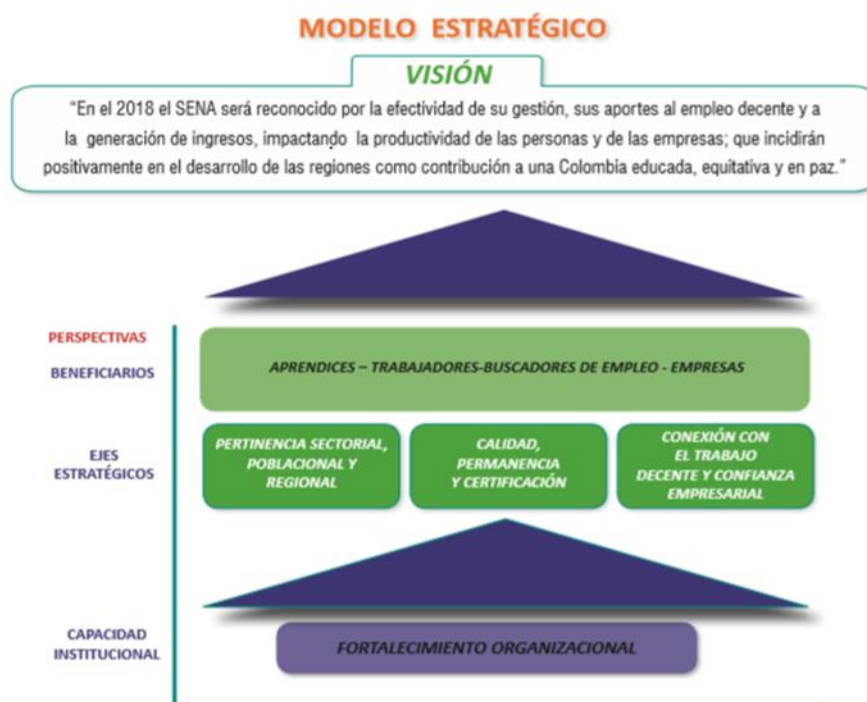 MODELO ESTRATÉGICO
VISIÓN
"En el 2018 el SENA será reconocido por la efectividad de su gestión, sus aportes al empleo decente y a
la generación de ingresos, impactando la productividad de las personas y de las empresas; que incidirán
positivamente en el desarrollo de las regiones como contribución a una Colombia educada, equitativa y en paz."
PERSPECTIVAS
BENEFICIARIOS
APRENDICES – TRABAJADORES-BUSCADORES DE EMPLEO - EMPRESAS
EJES
ESTRATÉGICOS
PERTINENCIA SECTORIAL,
POBLACIONAL Y
REGIONAL
CALIDAD,
PERMANENCIA
Y CERTIFICACIÓN
CONEXIÓN CON
EL TRABAJO
DECENTE Y CONFIANZA
EMPRESARIAL
CAPACIDAD
INSTITUCIONAL
FORTALECIMIENTO ORGANIZACIONAL